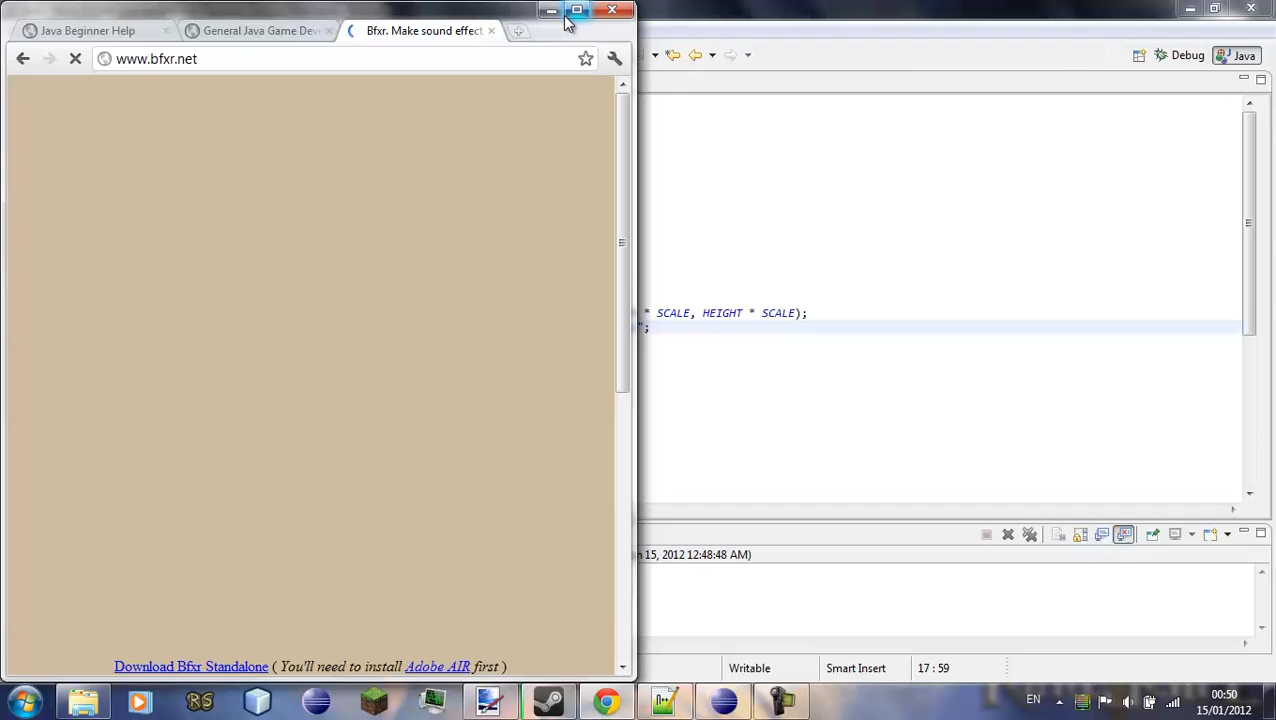 Java Beginner Help
General Java Game Dev
Bfxr. Make sound effect
www.bfxr.net
Debug
Java
* SCALE, HEIGHT * SCALE);
";
Download Bfxr Standalone ( You'll need to install Adobe AIR first )
n 15, 2012 12:48:48 AM)
Writable
Smart Insert
17 : 59
RS
EN
00:50
15/01/2012